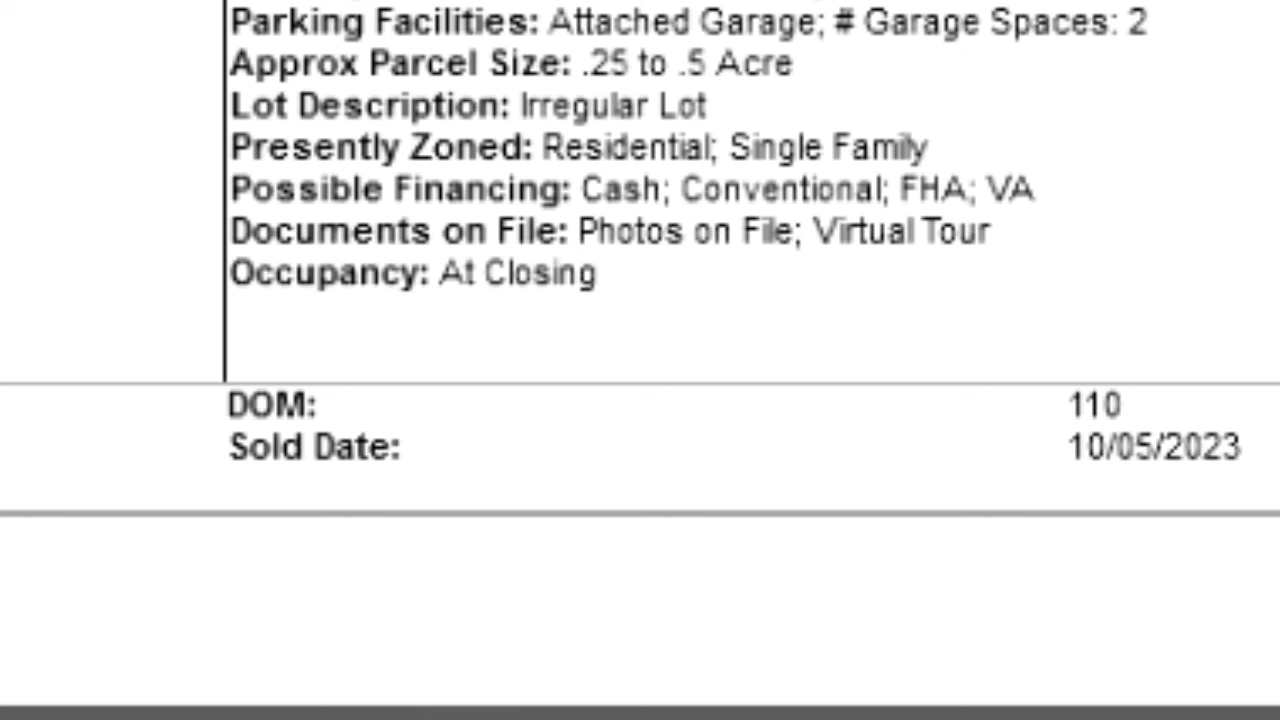 Parking Facilities: Attached Garage; # Garage Spaces: 2
Approx Parcel Size: .25 to .5 Acre
Lot Description: Irregular Lot
Presently Zoned: Residential; Single Family
Possible Financing: Cash; Conventional; FHA; VA
Documents on File: Photos on File; Virtual Tour
Occupancy: At Closing
DOM: 110
Sold Date: 10/05/2023